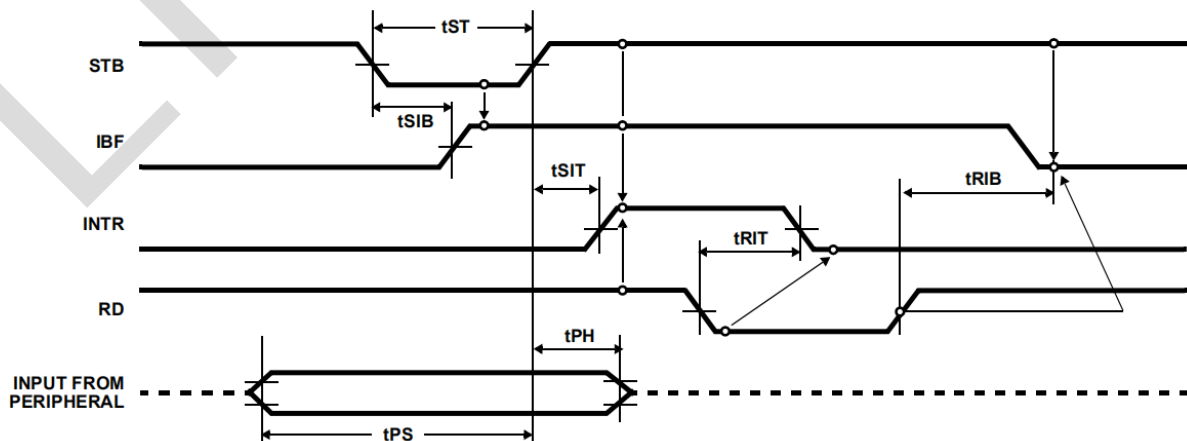 tST
STB
tSIB
IBF
tSIT
tRIB
INTR
tRIT
RD
tPH
INPUT FROM
PERIPHERAL
tPS